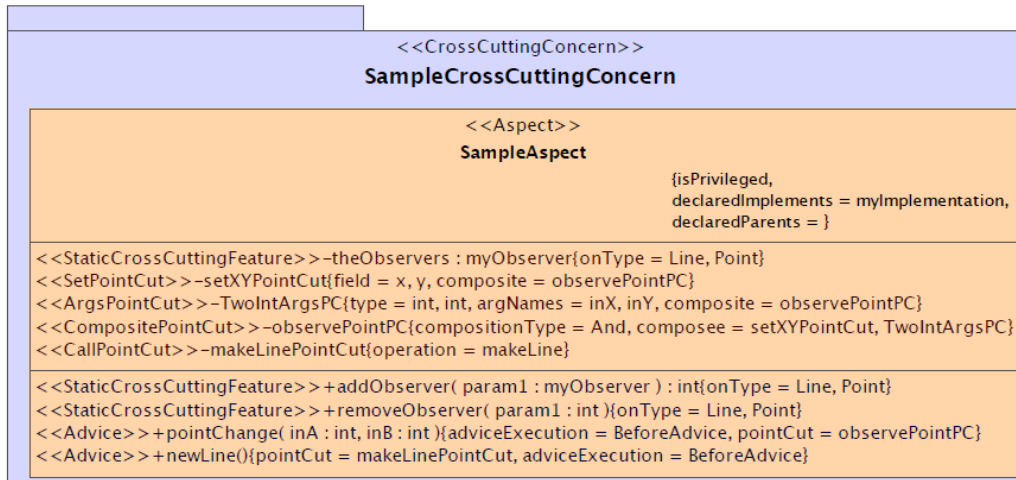 <<CrossCuttingConcern>>
SampleCrossCuttingConcern
<<Aspect>>
SampleAspect
{isPrivileged,
declaredImplements = myImplementation,
declaredParents = }
<<StaticCrossCuttingFeature>>-theObservers : myObserver{onType = Line, Point}
<<SetPointCut>>-setXYPointCut{field = x, y, composite = observePointPC}
<<ArgsPointCut>>-TwoIntArgsPC{type = int, int, argNames = inX, inY, composite = observePointPC}
<<CompositePointCut>>-observePointPC{compositionType = And, composee = setXYPointCut, TwoIntArgsPC}
<<CallPointCut>>-makeLinePointCut{operation = makeLine}
<<StaticCrossCuttingFeature>>+addObserver( param1 : myObserver ) : int{onType = Line, Point}
<<StaticCrossCuttingFeature>>+removeObserver( param1 : int ){onType = Line, Point}
<<Advice>>+pointChange( inA : int, inB : int ){adviceExecution = BeforeAdvice, pointCut = observePointPC}
<<Advice>>+newLine(){pointCut = makeLinePointCut, adviceExecution = BeforeAdvice}